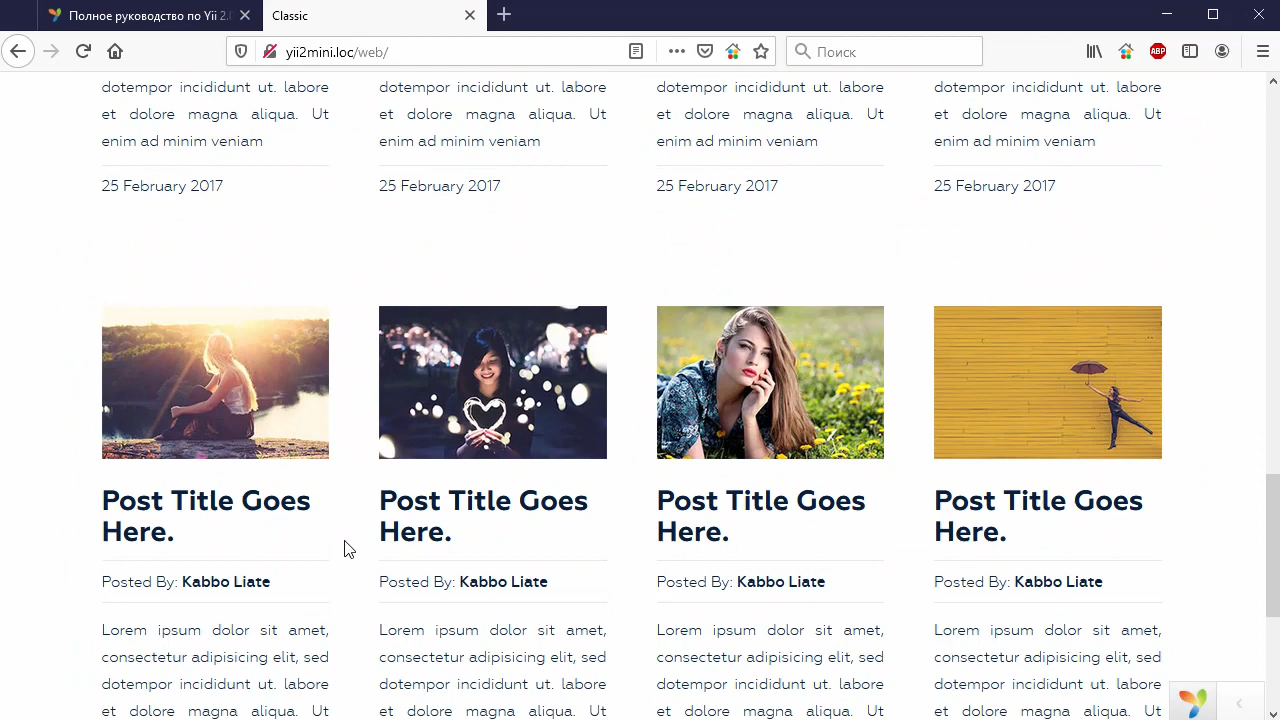 Полное руководство по Yii 2.0
Classic
yii2mini.loc/web/
Поиск
ABP
dotempor incididunt ut. labore
et dolore magna aliqua. Ut
enim ad minim veniam
25 February 2017
dotempor incididunt ut. labore
et dolore magna aliqua. Ut
enim ad minim veniam
25 February 2017
dotempor incididunt ut. labore
et dolore magna aliqua. Ut
enim ad minim veniam
25 February 2017
dotempor incididunt ut. labore
et dolore magna aliqua. Ut
enim ad minim veniam
25 February 2017
Post Title Goes
Here.
Posted By: Kabbo Liate
Lorem ipsum dolor sit amet,
consectetur adipisicing elit, sed
dotempor incididunt ut. labore
et dolore magna aliqua. Ut
Post Title Goes
Here.
Posted By: Kabbo Liate
Lorem ipsum dolor sit amet,
consectetur adipisicing elit, sed
dotempor incididunt ut. labore
et dolore magna aliqua. Ut
Post Title Goes
Here.
Posted By: Kabbo Liate
Lorem ipsum dolor sit amet,
consectetur adipisicing elit, sed
dotempor incididunt ut. labore
et dolore magna aliqua. Ut
Post Title Goes
Here.
Posted By: Kabbo Liate
Lorem ipsum dolor sit amet,
consectetur adipisicing elit, sed
dotempor incididunt ut. labore
et dolore magna aliqua. Ut